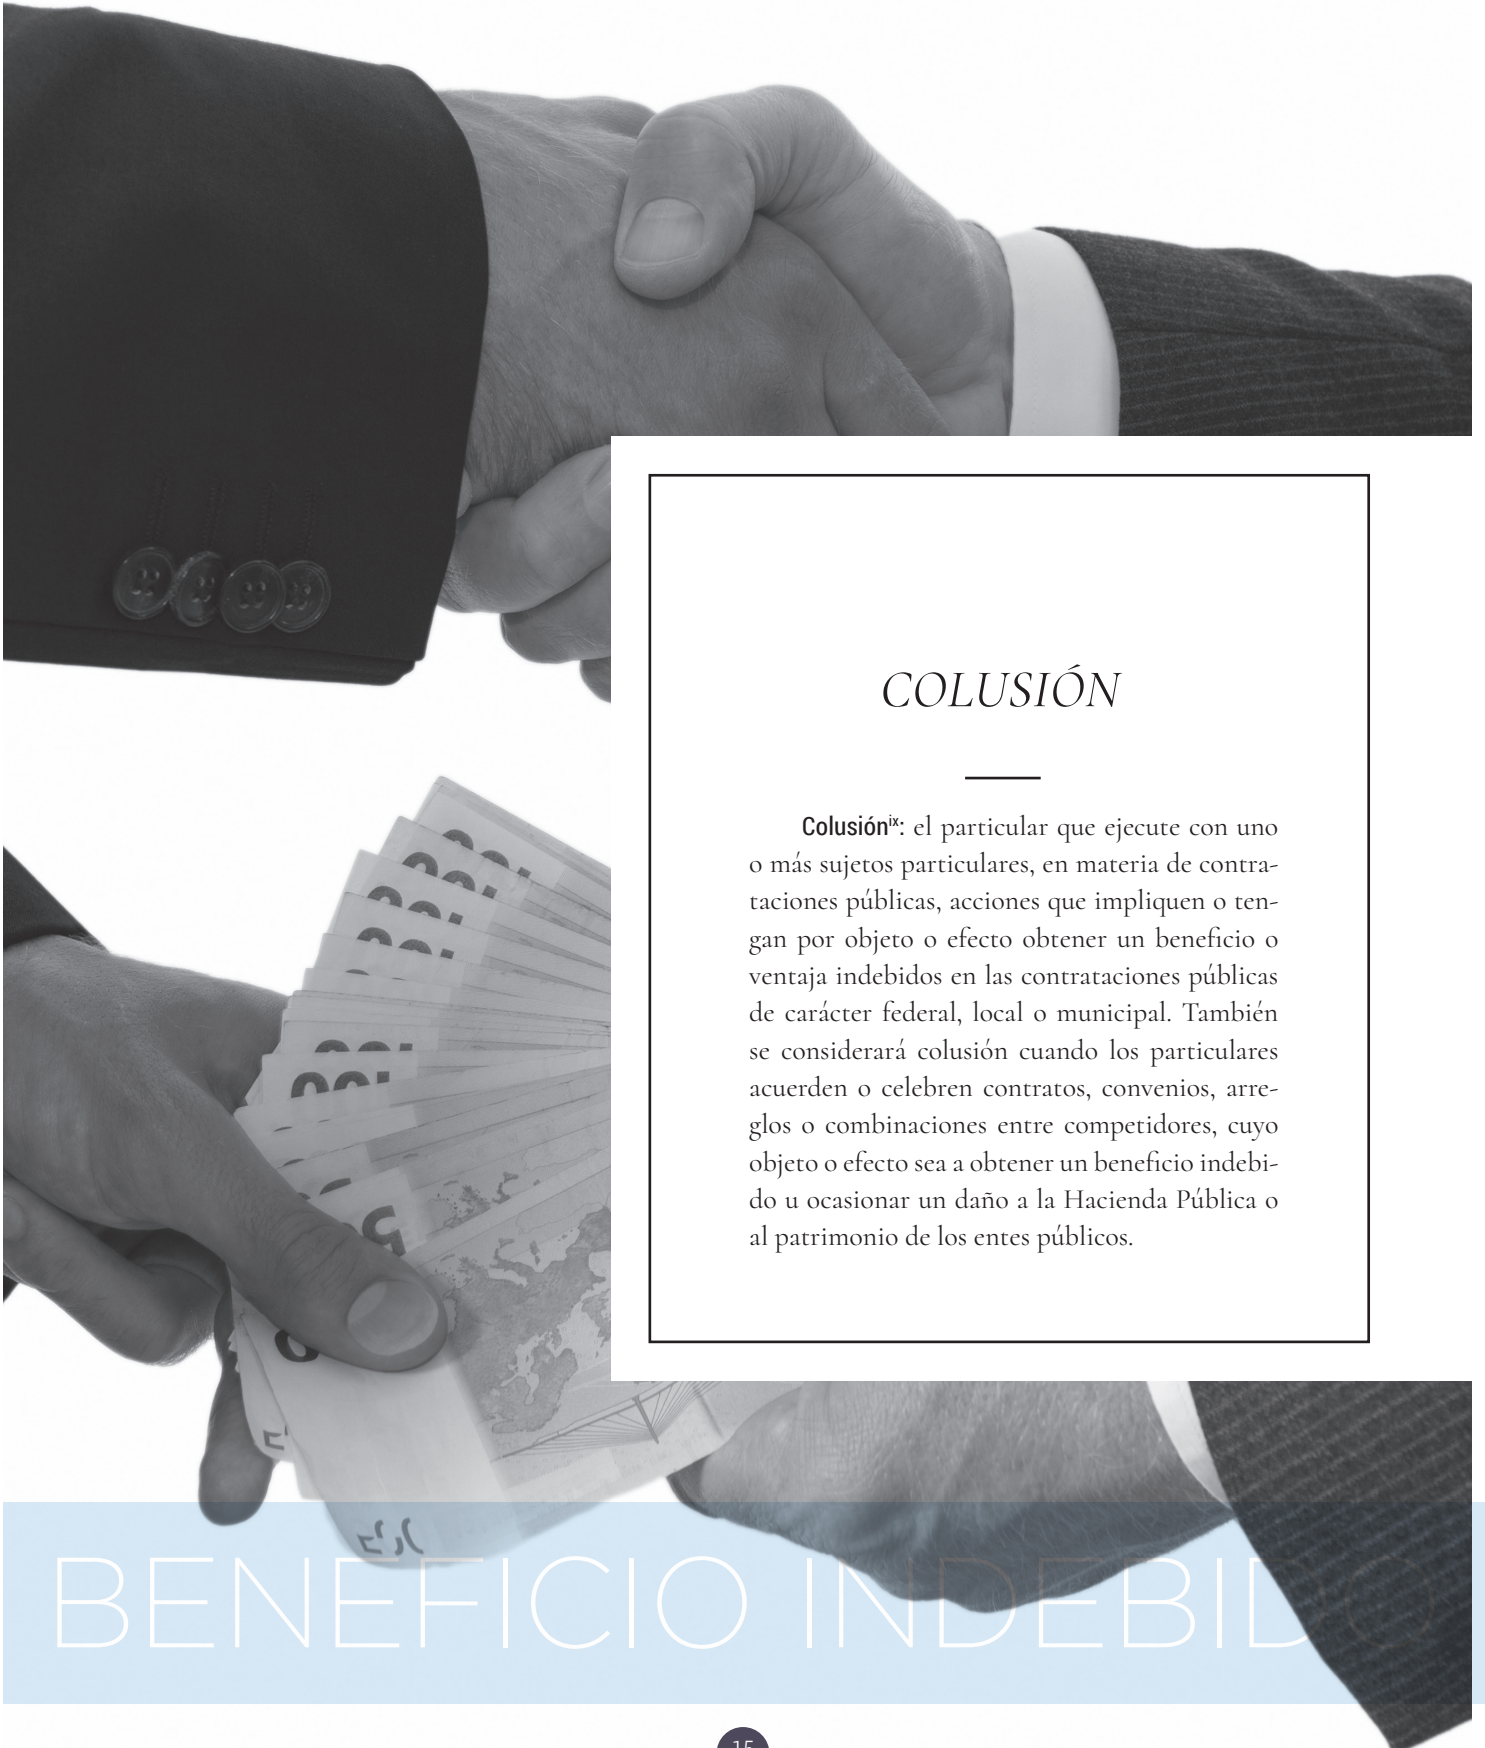 COLUSIÓN
Colusiónix: el particular que ejecute con uno
o más sujetos particulares, en materia de contra-
taciones públicas, acciones que impliquen o ten-
gan por objeto o efecto obtener un beneficio o
ventaja indebidos en las contrataciones públicas
de carácter federal, local o municipal. También
se considerará colusión cuando los particulares
acuerden o celebren contratos, convenios, arre-
glos o combinaciones entre competidores, cuyo
objeto o efecto sea a obtener un beneficio indebi-
do u ocasionar un daño a la Hacienda Pública o
al patrimonio de los entes públicos.
BENEFICIO INDEBIDO
15